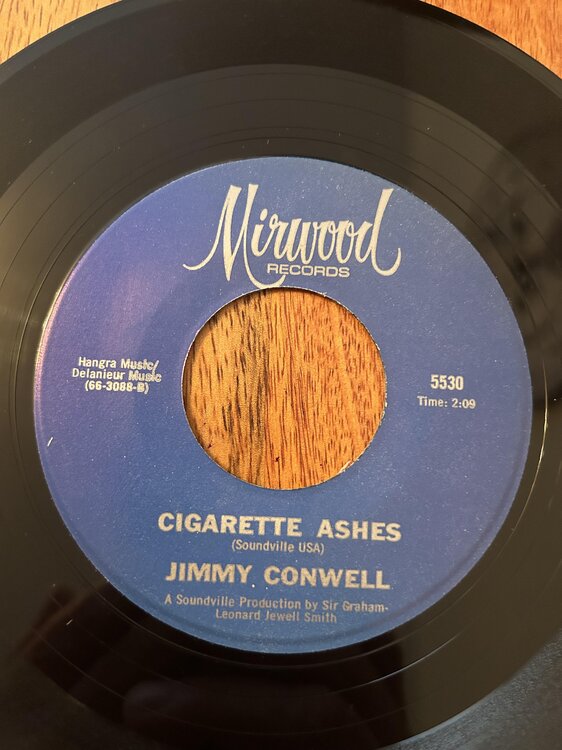 Mirwood
RECORDS
Hangra Music/
Delanieur Music
(66-3088-B)
5530
Time: 2:09
CIGARETTE ASHES
(Soundville USA)
JIMMY CONWELL
A Soundville Production by Sir Graham-
Leonard Jewell Smith